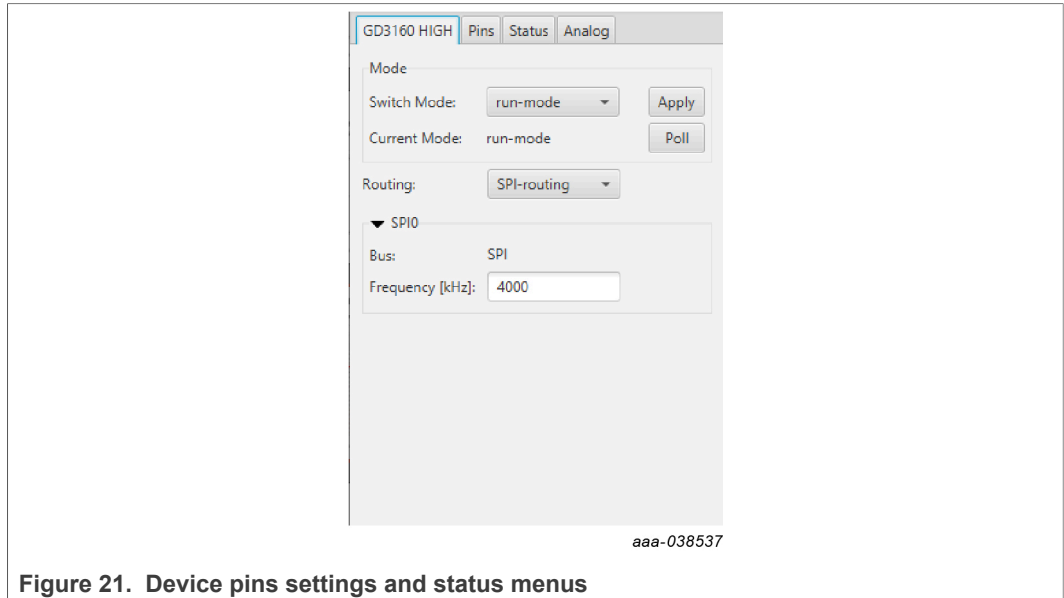 GD3160 HIGH Pins Status Analog
Mode
Switch Mode: run-mode Apply
Current Mode: run-mode Poll
Routing: SPI-routing
SPI0
Bus: SPI
Frequency [kHz]: 4000
aaa-038537
Figure 21. Device pins settings and status menus